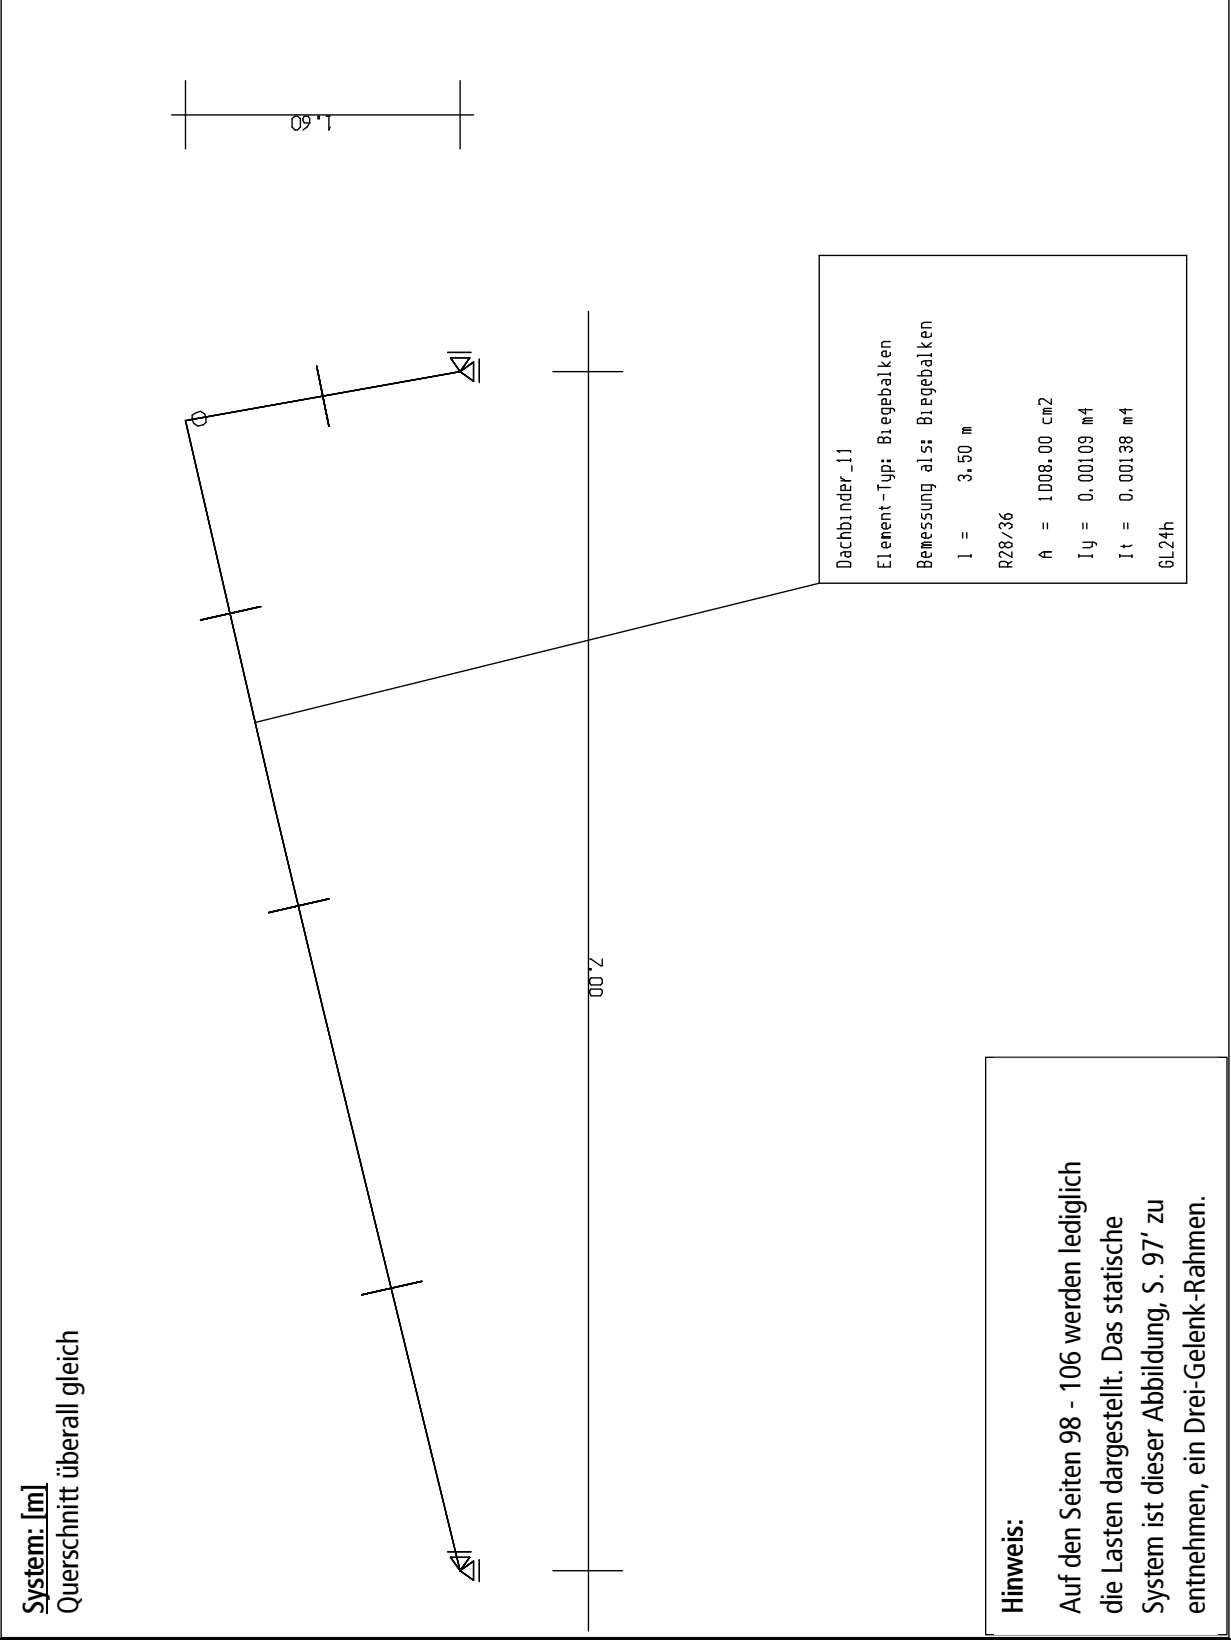 System: [m]
Querschnitt überall gleich
1.60
7.00
Dachbinder_11
Element-Typ: Biegebalken
Bemessung als: Biegebalken
l = 3.50 m
R28/36
A = 1008.00 cm2
Iy = 0.00109 m4
It = 0.00138 m4
GL24h
Hinweis:
Auf den Seiten 98 - 106 werden lediglich
die Lasten dargestellt. Das statische
System ist dieser Abbildung, S. 97’ zu
entnehmen, ein Drei-Gelenk-Rahmen.